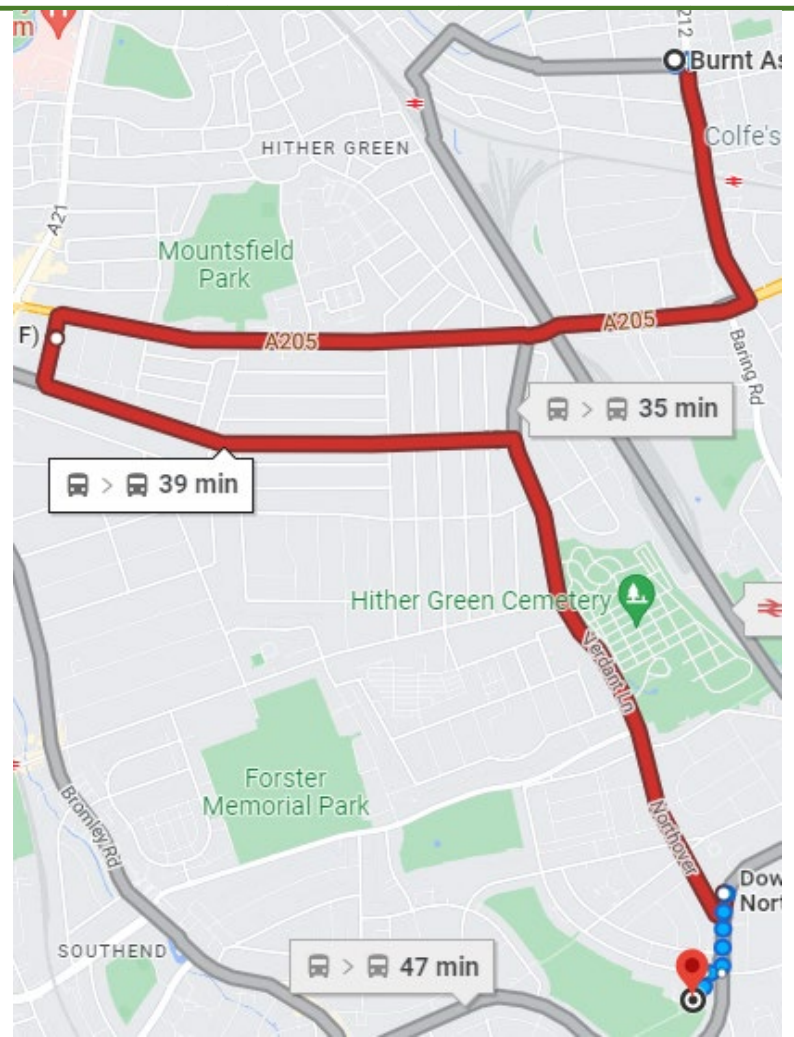 m
212
Burnt As
Colfe's
HITHER GREEN
A21
Mountsfield
Park
F)
A205
A205
Baring Rd
35 min
39 min
Hither Green Cemetery
Verdant Ln
Forster
Memorial Park
Northover
Bromley Rd
Dow
Nort
SOUTHEND
47 min